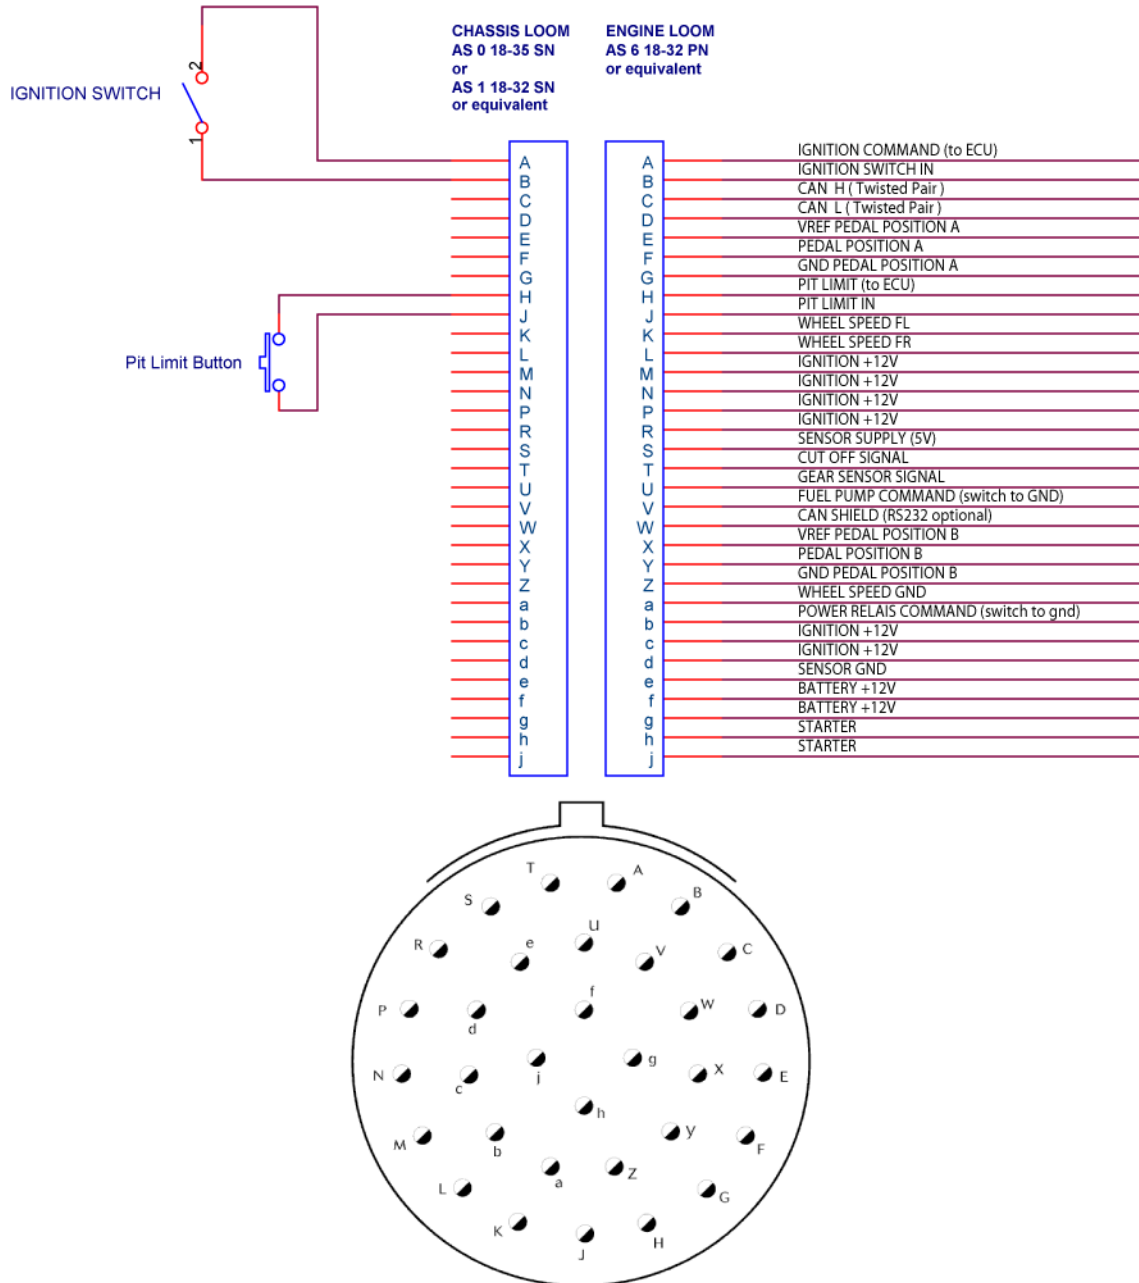 CHASSIS LOOM
AS 0 18-35 SN
or
AS 1 18-32 SN
or equivalent
ENGINE LOOM
AS 6 18-32 PN
or equivalent
IGNITION SWITCH
2
1
Pit Limit Button
A A IGNITION COMMAND (to ECU)
B B IGNITION SWITCH IN
C C CAN H ( Twisted Pair )
D D CAN L ( Twisted Pair )
E E VREF PEDAL POSITION A
F F PEDAL POSITION A
G G GND PEDAL POSITION A
H H PIT LIMIT (to ECU)
J J PIT LIMIT IN
K K WHEEL SPEED FL
L L WHEEL SPEED FR
M M IGNITION +12V
N N IGNITION +12V
P P IGNITION +12V
R R IGNITION +12V
S S SENSOR SUPPLY (5V)
T T CUT OFF SIGNAL
U U GEAR SENSOR SIGNAL
V V FUEL PUMP COMMAND (switch to GND)
W W CAN SHIELD (RS232 optional)
X X VREF PEDAL POSITION B
Y Y PEDAL POSITION B
Z Z GND PEDAL POSITION B
a a WHEEL SPEED GND
b b POWER RELAIS COMMAND (switch to gnd)
c c IGNITION +12V
d d IGNITION +12V
e e SENSOR GND
f f BATTERY +12V
g g BATTERY +12V
h h STARTER
j j STARTER
T A
S B
U
R e V C
f
P d W D
N c j g X E
h
M b y F
L a Z G
K J H